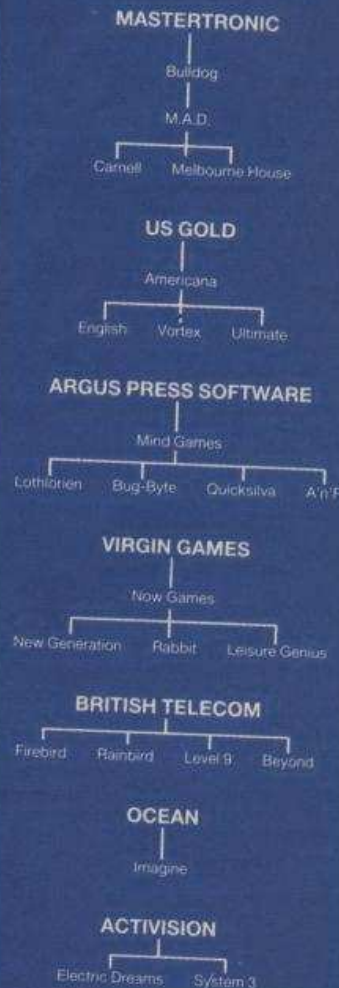 MASTERTRONIC
Bulldog
M.A.D.
Carnell Melbourne House
US GOLD
Americana
English Vortex Ultimate
ARGUS PRESS SOFTWARE
Mind Games
Lothlorien Bug-Byte Quicksilva A'n'F
VIRGIN GAMES
Now Games
New Generation Rabbit Leisure Genius
BRITISH TELECOM
Firebird Rainbird Level 9 Beyond
OCEAN
Imagine
ACTIVISION
Electric Dreams System 3